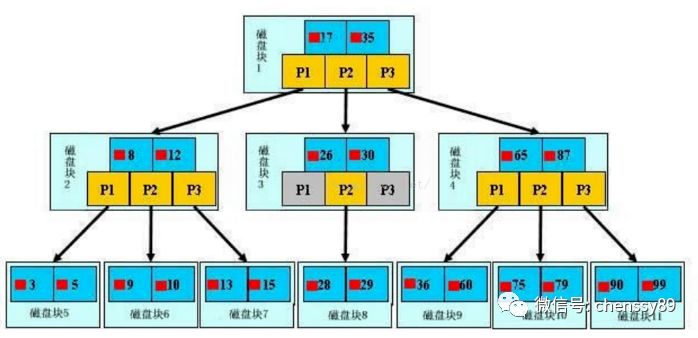 磁盘块1
17 35
P1 P2 P3
磁盘块2
8 12
P1 P2 P3
磁盘块3
26 30
P1 P2 P3
磁盘块4
65 87
P1 P2 P3
3 5
磁盘块5
9 10
磁盘块6
13 15
磁盘块7
28 29
磁盘块8
36 60
磁盘块9
75 79
磁盘块10
90 99
磁盘块11
微信号: chenssy89